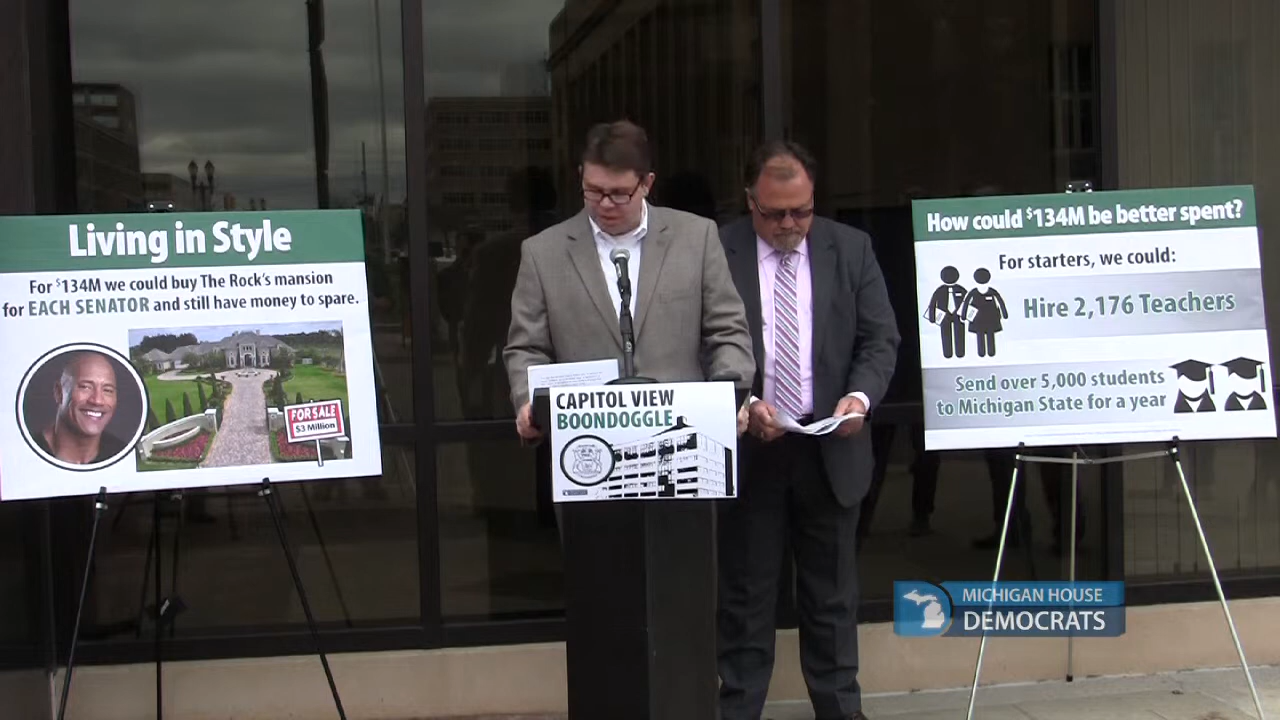 Living in Style
For $134M we could buy The Rock's mansion
for EACH SENATOR and still have money to spare.
FOR SALE
$3 Million
CAPITOL VIEW
BOONDOGGLE
How could $134M be better spent?
For starters, we could:
Hire 2,176 Teachers
Send over 5,000 students
to Michigan State for a year
MICHIGAN HOUSE
DEMOCRATS